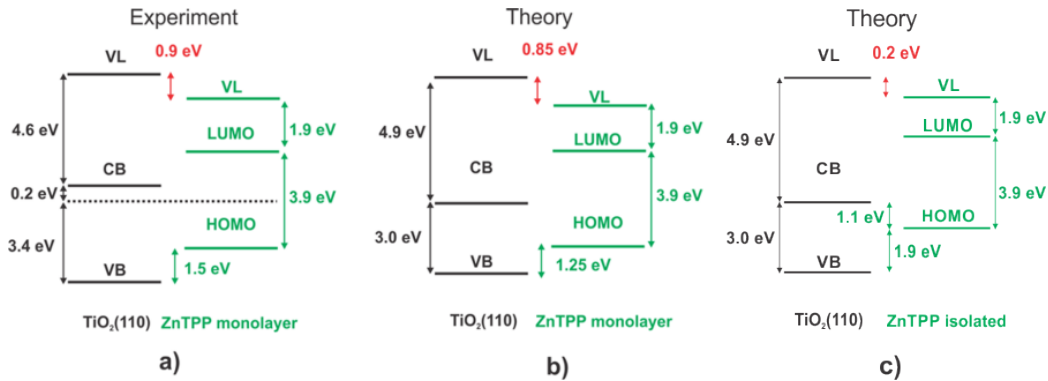 Experiment
VL
0.9 eV
VL
4.6 eV
1.9 eV
LUMO
CB
0.2 eV
3.9 eV
HOMO
3.4 eV
VB
1.5 eV
TiO₂(110) ZnTPP monolayer
a)
Theory
VL
0.85 eV
VL
4.9 eV
1.9 eV
LUMO
CB
3.9 eV
HOMO
3.0 eV
VB
1.25 eV
TiO₂(110) ZnTPP monolayer
b)
Theory
VL
0.2 eV
VL
1.9 eV
LUMO
4.9 eV
CB
3.9 eV
1.1 eV
HOMO
3.0 eV
1.9 eV
VB
TiO₂(110) ZnTPP isolated
c)